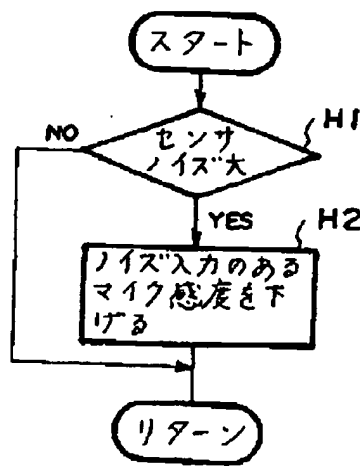 スタート
H1
センサ
ノイズ大
NO
YES
H2
ノイズ入力のある
マイク感度を下
げる
リターン